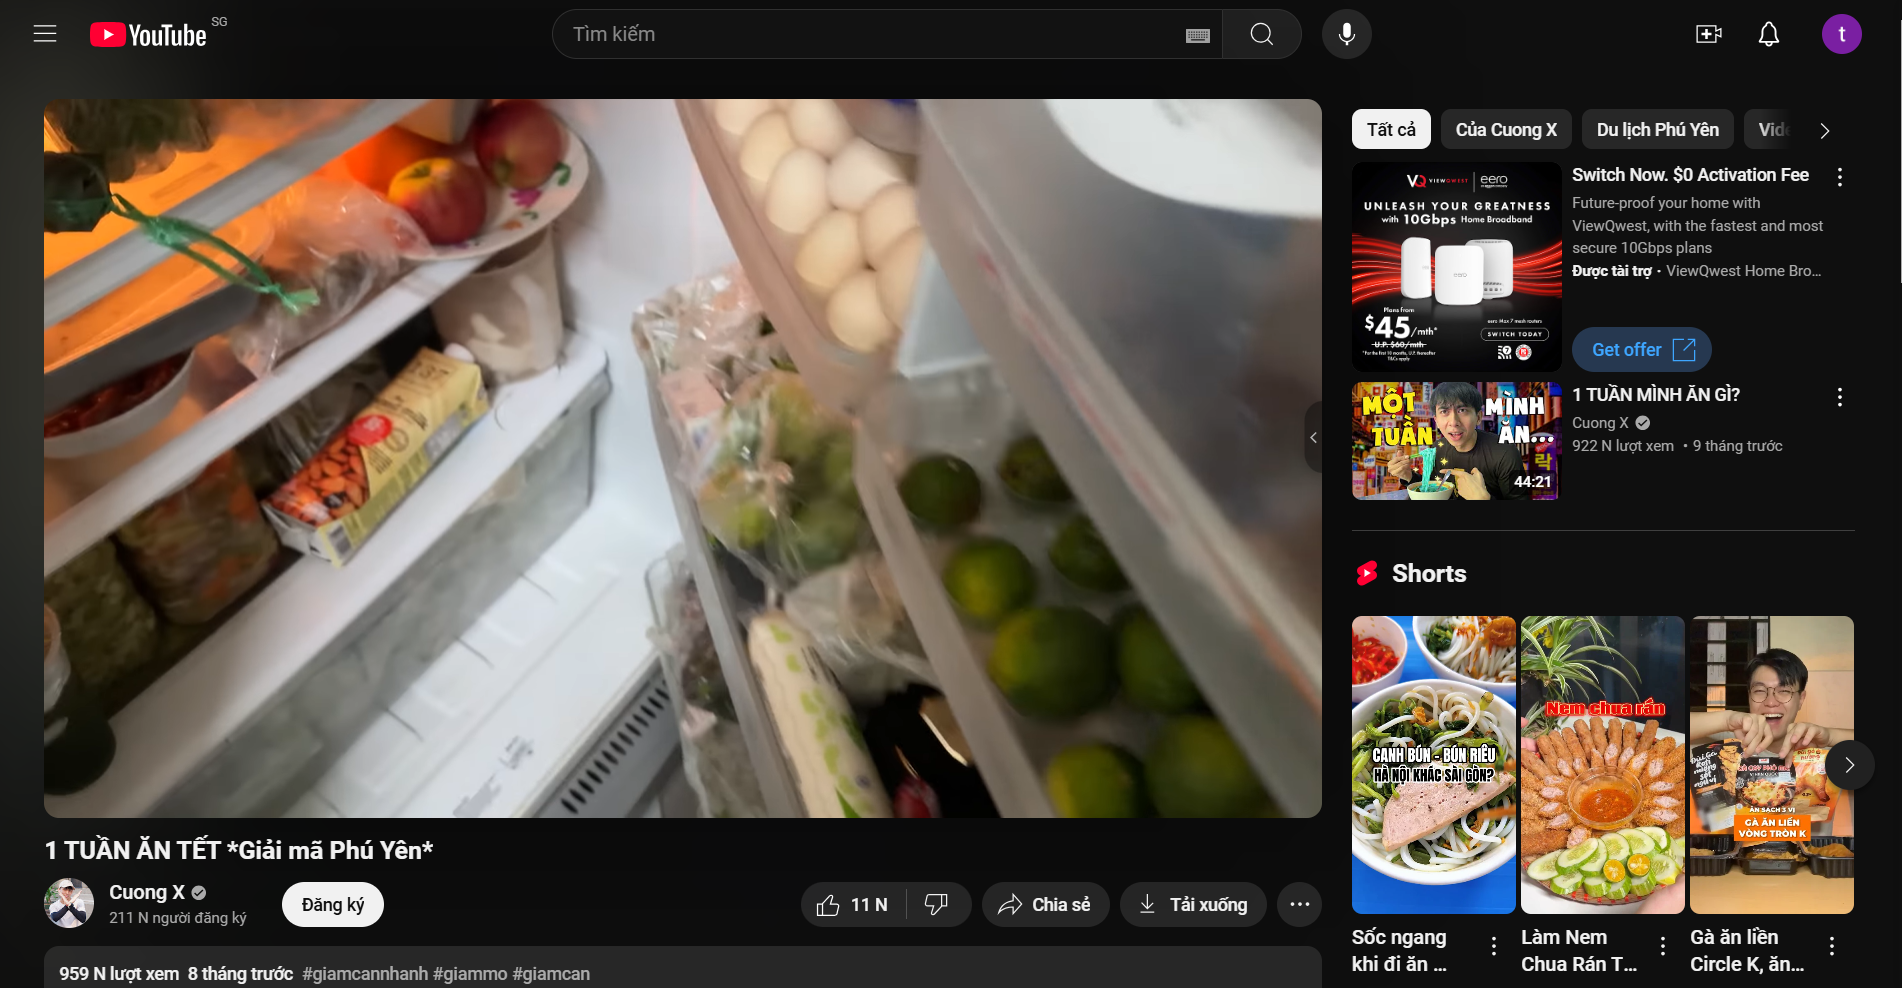 YouTube SG
Tìm kiếm
t
Tất cả
Của Cuong X
Du lịch Phú Yên
VIEWQWEST | eero
UNLEASH YOUR GREATNESS
with 10Gbps Home Broadband
Plans from
$45/mth*
U.P. $60/mth
SWITCH TODAY
Switch Now. $0 Activation Fee
Future-proof your home with
ViewQwest, with the fastest and most
secure 10Gbps plans
Được tài trợ · ViewQwest Home Bro...
Get offer
MỘT TUẦN
MÌNH ĂN...
44:21
1 TUẦN MÌNH ĂN GÌ?
Cuong X
922 N lượt xem • 9 tháng trước
Shorts
CANH BÚN - BÚN RIÊU
HÀ NỘI KHÁC SÀI GÒN?
Nem chua rán
ĂN SẠCH 3 VỊ
GÀ ĂN LIỀN
VÒNG TRÒN K
Sốc ngang
khi đi ăn ...
Làm Nem
Chua Rán T...
Gà ăn liền
Circle K, ăn...
1 TUẦN ĂN TẾT *Giải mã Phú Yên*
Cuong X
211 N người đăng ký
Đăng ký
11 N
Chia sẻ
Tải xuống
959 N lượt xem 8 tháng trước #giamcannhanh #giammo #giamcan